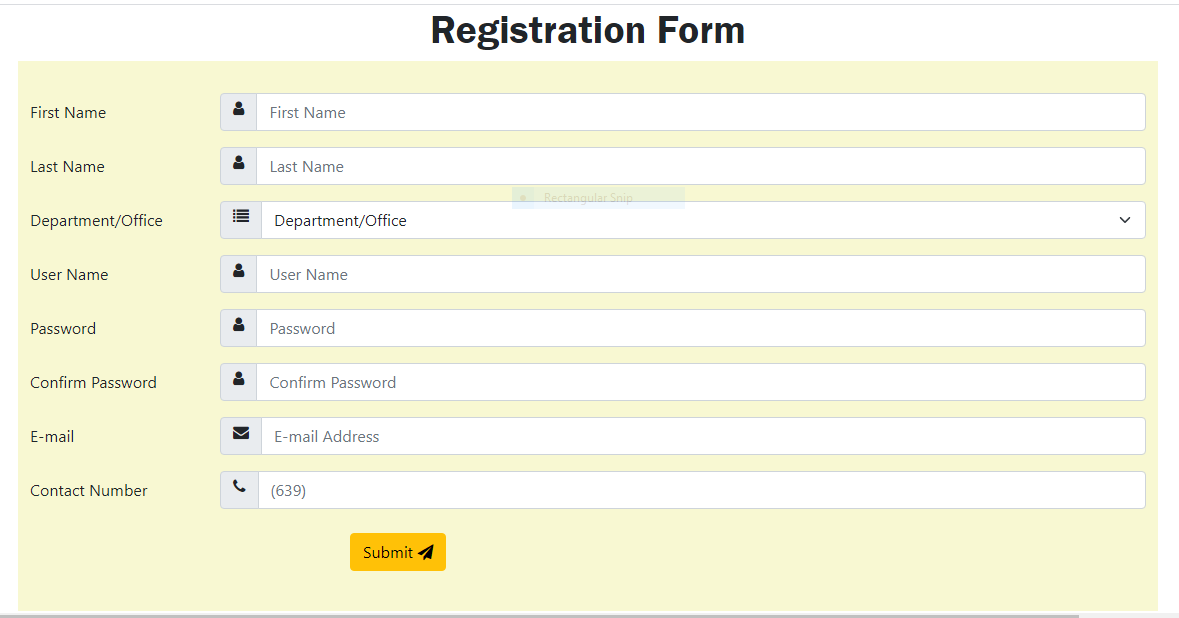 Registration Form
First Name First Name
Last Name Last Name
Rectangular Snip
Department/Office Department/Office
User Name User Name
Password Password
Confirm Password Confirm Password
E-mail E-mail Address
Contact Number (639)
Submit